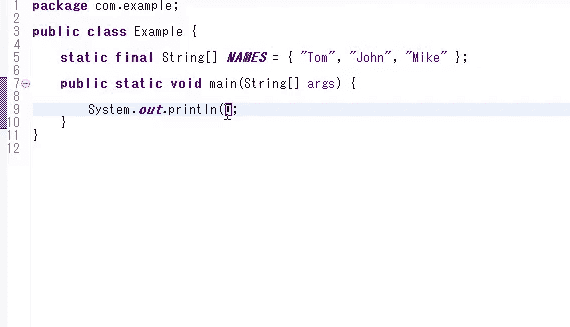 1 package com.example;
2
3 public class Example {
4
5 static final String[] NAMES = { "Tom", "John", "Mike" };
6
7 public static void main(String[] args) {
8
9 System.out.println();
10 }
11 }
12